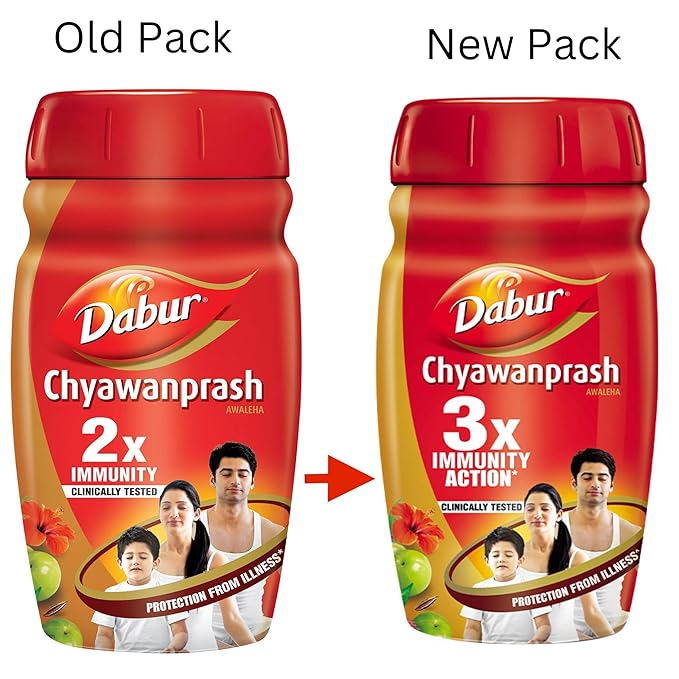 Old Pack
New Pack
Dabur®
Chyawanprash
AWALEHA
2x
IMMUNITY
CLINICALLY TESTED
PROTECTION FROM ILLNESS*
Dabur®
Chyawanprash
AWALEHA
3x
IMMUNITY
ACTION*
CLINICALLY TESTED
PROTECTION FROM ILLNESS*